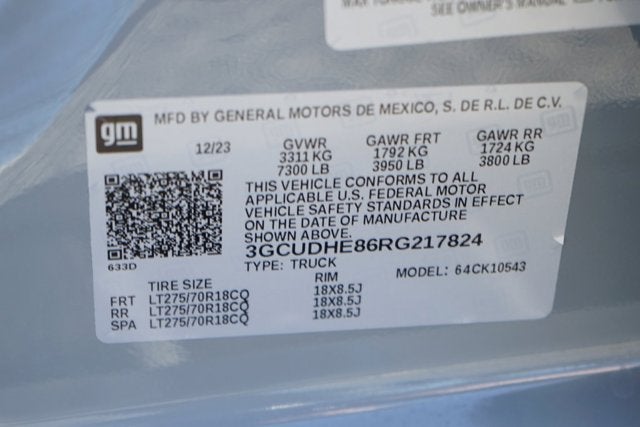 SEE OWNER'S MANUAL
gm
MFD BY GENERAL MOTORS DE MEXICO, S. DE R.L. DE C.V.
12/23
GVWR
3311 KG
7300 LB
GAWR FRT
1792 KG
3950 LB
GAWR RR
1724 KG
3800 LB
THIS VEHICLE CONFORMS TO ALL
APPLICABLE U.S. FEDERAL MOTOR
VEHICLE SAFETY STANDARDS IN EFFECT
ON THE DATE OF MANUFACTURE
SHOWN ABOVE.
633D
3GCUDHE86RG217824
TYPE: TRUCK
MODEL: 64CK10543
TIRE SIZE RIM
FRT LT275/70R18CQ 18X8.5J
RR LT275/70R18CQ 18X8.5J
SPA LT275/70R18CQ 18X8.5J